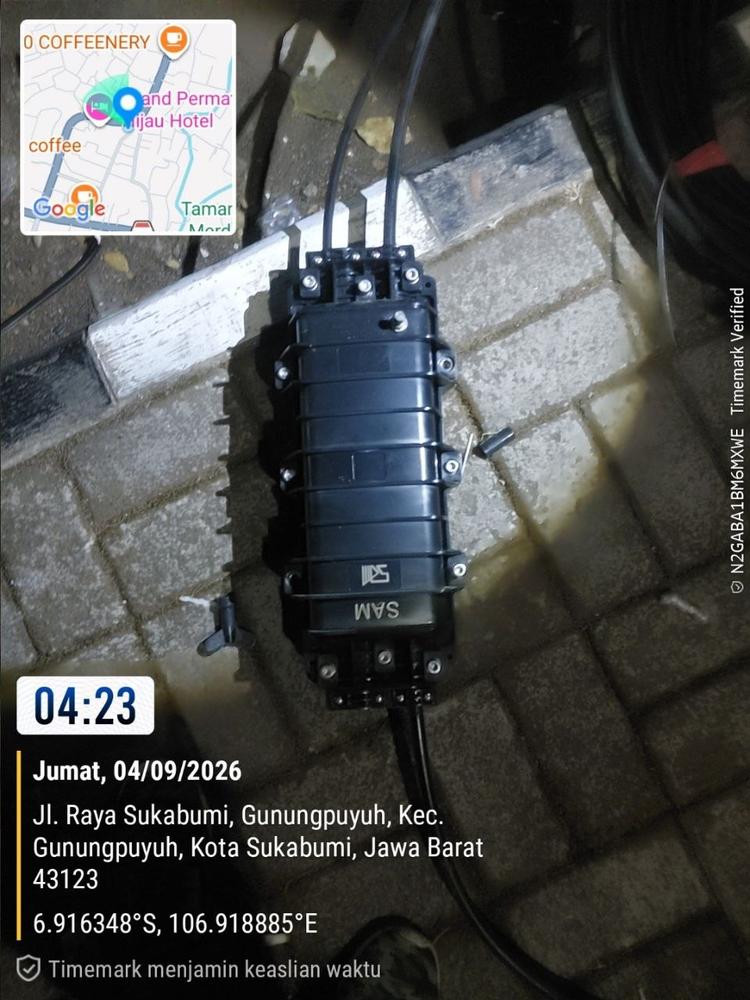 0 COFFEENERY
and Perma
ijau Hotel
coffee
Google
Tamar
SAM
04:23
Jumat, 04/09/2026
Jl. Raya Sukabumi, Gunungpuyuh, Kec.
Gunungpuyuh, Kota Sukabumi, Jawa Barat
43123
6.916348°S, 106.918885°E
Timemark menjamin keaslian waktu
N2GABA1BM6MXWE Timemark Verified